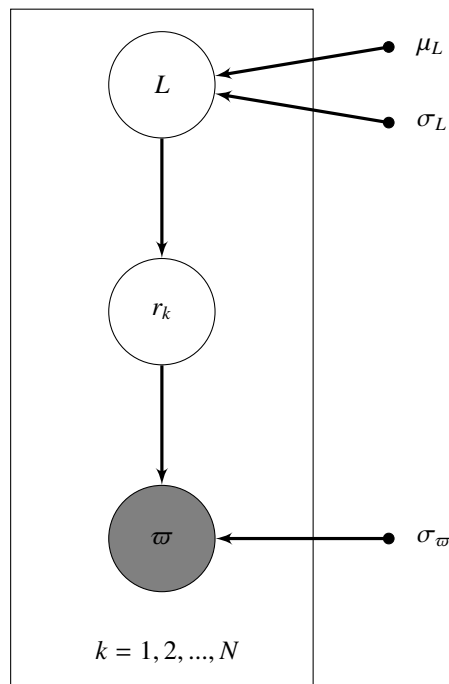 L
μ_L
σ_L
r_k
ϖ
σ_ϖ
k = 1, 2, ..., N